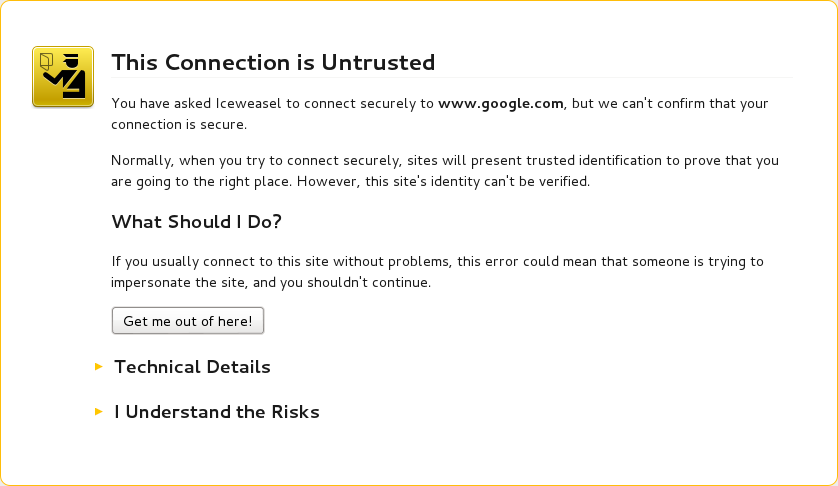 This Connection is Untrusted
You have asked Iceweasel to connect securely to www.google.com, but we can't confirm that your
connection is secure.
Normally, when you try to connect securely, sites will present trusted identification to prove that you
are going to the right place. However, this site's identity can't be verified.
What Should I Do?
If you usually connect to this site without problems, this error could mean that someone is trying to
impersonate the site, and you shouldn't continue.
Get me out of here!
Technical Details
I Understand the Risks